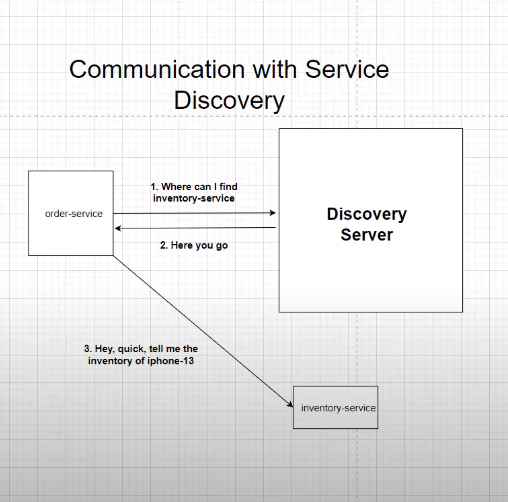 Communication with Service
Discovery
1. Where can I find
inventory-service
order-service
Discovery
Server
2. Here you go
3. Hey, quick, tell me the
inventory of iphone-13
inventory-service